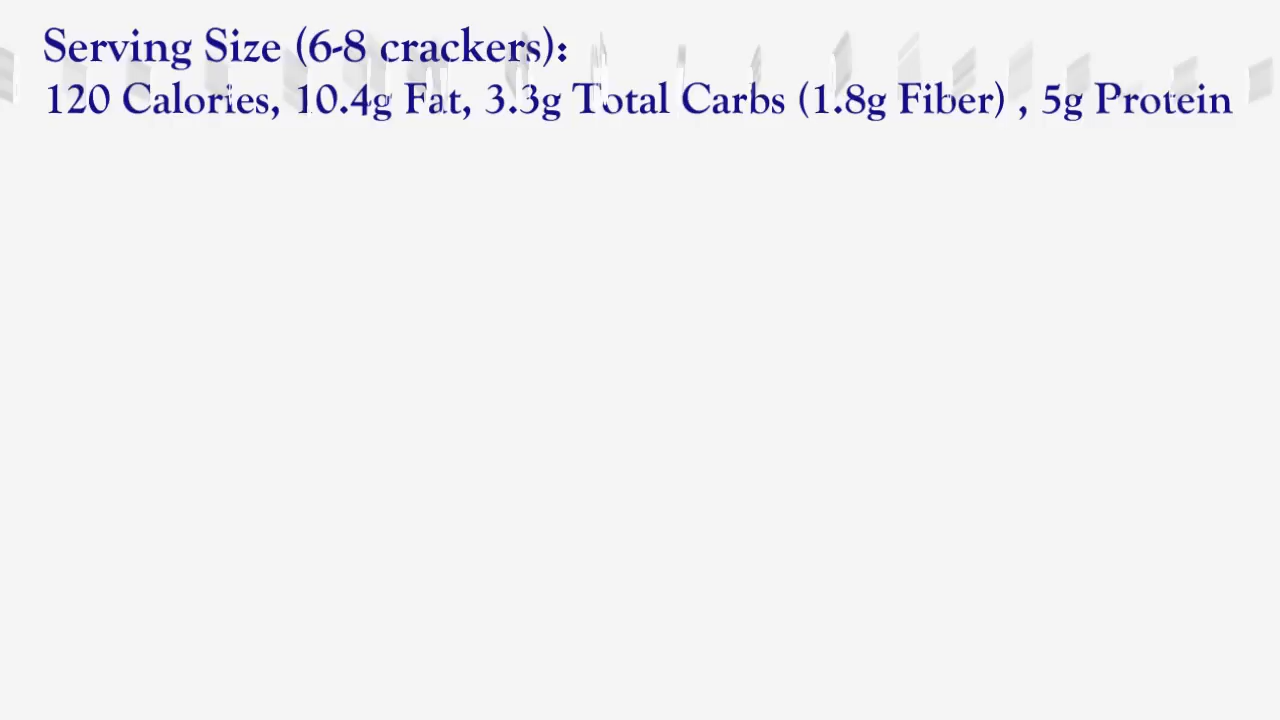 Serving Size (6-8 crackers):
120 Calories, 10.4g Fat, 3.3g Total Carbs (1.8g Fiber) , 5g Protein